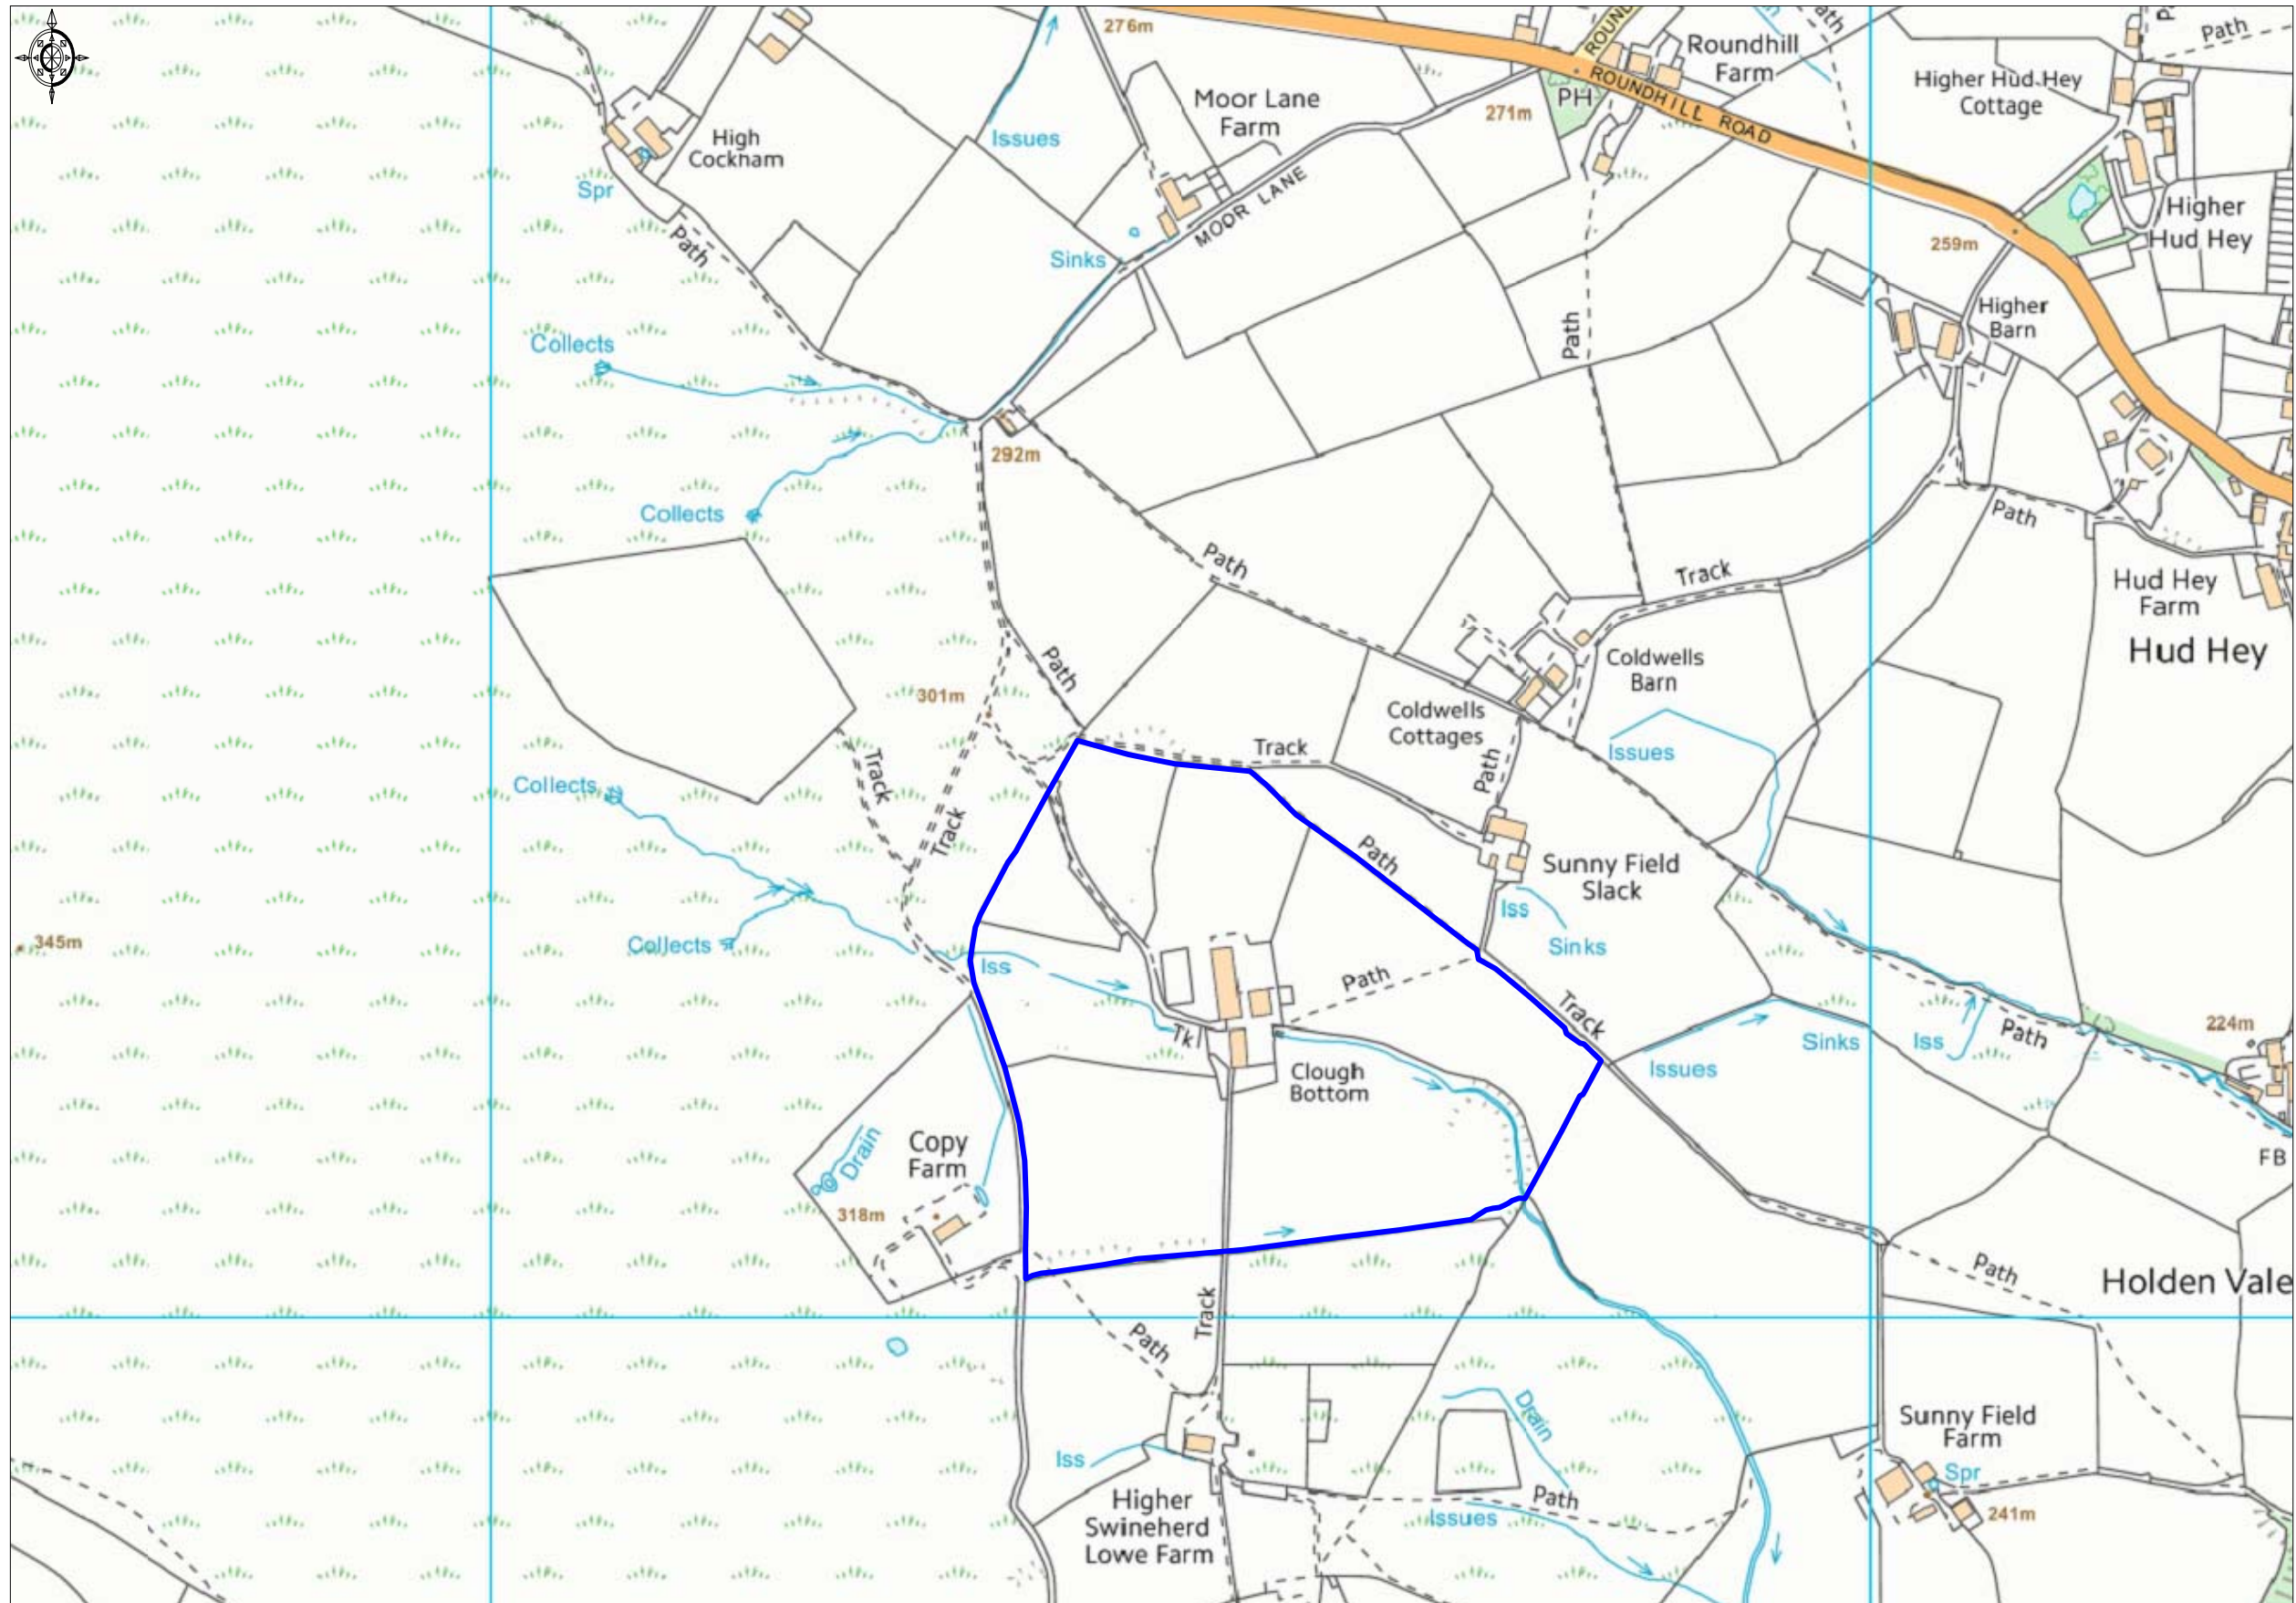 276m
ROUND
Path
Path
Roundhill
Farm
Higher Hud Hey
Cottage
Moor Lane
Farm
PH
ROUNDHILL ROAD
271m
High
Cockham
Issues
Spr
MOOR LANE
Higher
Hud Hey
259m
Path
Sinks
Higher
Barn
Path
Collects
292m
Collects
Path
Path
Track
Hud Hey
Farm
Hud Hey
Path
301m
Coldwells
Barn
Coldwells
Cottages
Track
Issues
Path
Track
Collects
Track
Path
Sunny Field
Slack
Iss
Sinks
345m
Collects
Iss
Path
Track
Tk
Path
224m
Iss
Sinks
Issues
Clough
Bottom
Drain
Copy
Farm
FB
318m
Path
Holden Vale
Track
Path
Drain
Sunny Field
Farm
Iss
Spr
Path
Higher
Swineherd
Lowe Farm
Issues
241m